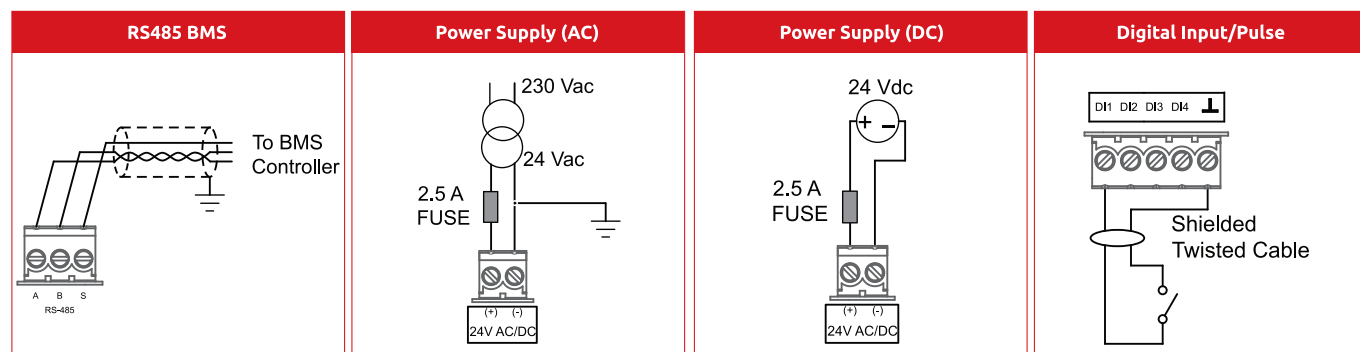 RS485 BMS
To BMS
Controller
A B S
RS-485
Power Supply (AC)
230 Vac
24 Vac
2.5 A
FUSE
(+) (-)
24V AC/DC
Power Supply (DC)
24 Vdc
+ -
2.5 A
FUSE
(+) (-)
24V AC/DC
Digital Input/Pulse
DI1 DI2 DI3 DI4
Shielded
Twisted Cable